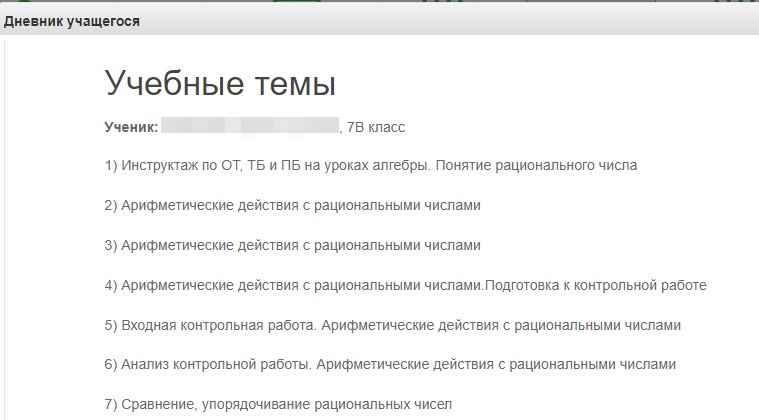 Дневник учащегося
Учебные темы
Ученик: , 7В класс
1) Инструктаж по ОТ, ТБ и ПБ на уроках алгебры. Понятие рационального числа
2) Арифметические действия с рациональными числами
3) Арифметические действия с рациональными числами
4) Арифметические действия с рациональными числами.Подготовка к контрольной работе
5) Входная контрольная работа. Арифметические действия с рациональными числами
6) Анализ контрольной работы. Арифметические действия с рациональными числами
7) Сравнение, упорядочивание рациональных чисел